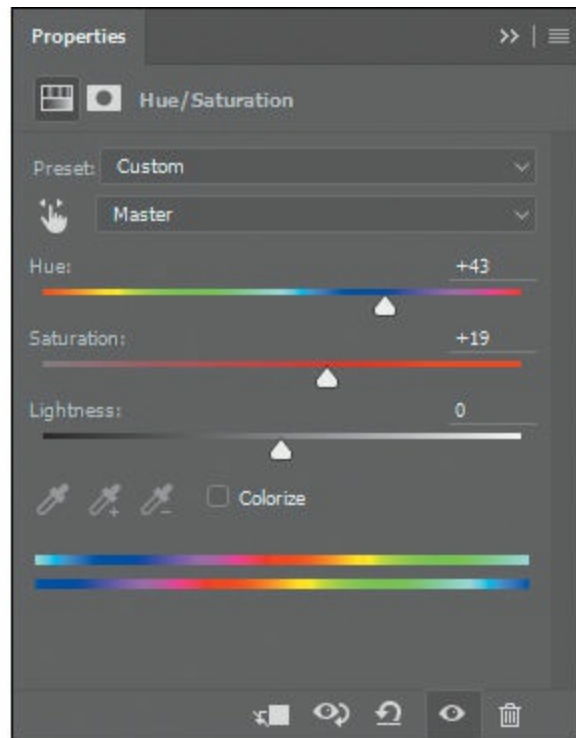 Properties
Hue/Saturation
Preset: Custom
Master
Hue: +43
Saturation: +19
Lightness: 0
Colorize